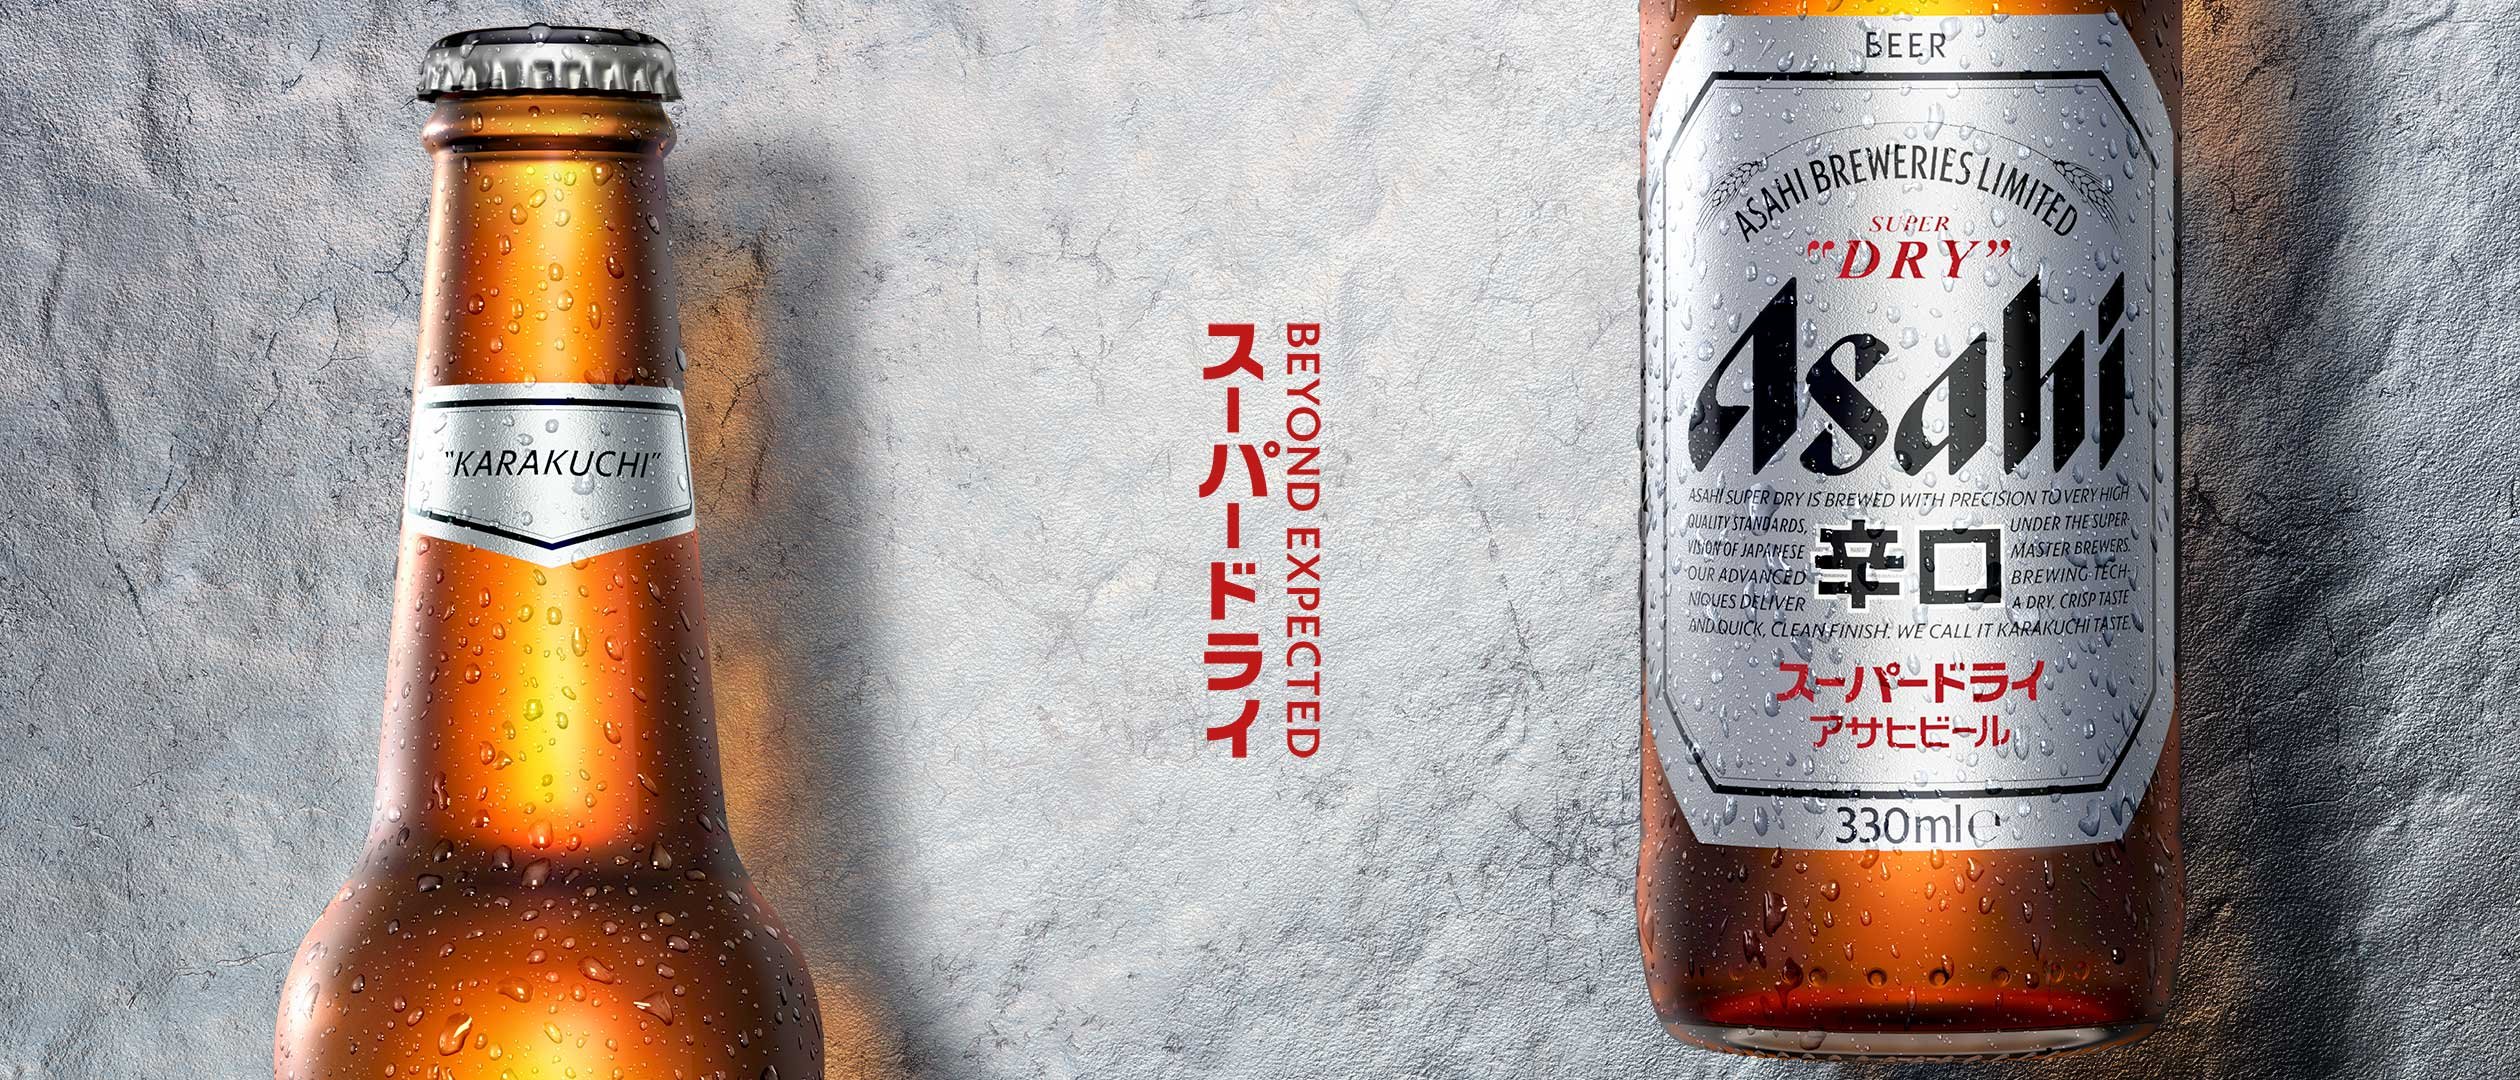 "KARAKUCHI"
スーパードライ
BEYOND EXPECTED
BEER
ASAHI BREWERIES LIMITED
SUPER
"DRY"
Asahi
ASAHI SUPER DRY IS BREWED WITH PRECISION TO VERY HIGH
QUALITY STANDARDS, UNDER THE SUPER-
VISION OF JAPANESE MASTER BREWERS.
辛口
OUR ADVANCED BREWING TECH-
NIQUES DELIVER A DRY, CRISP TASTE
AND QUICK, CLEAN FINISH. WE CALL IT KARAKUCHI TASTE.
スーパードライ
アサヒビール
330ml℮